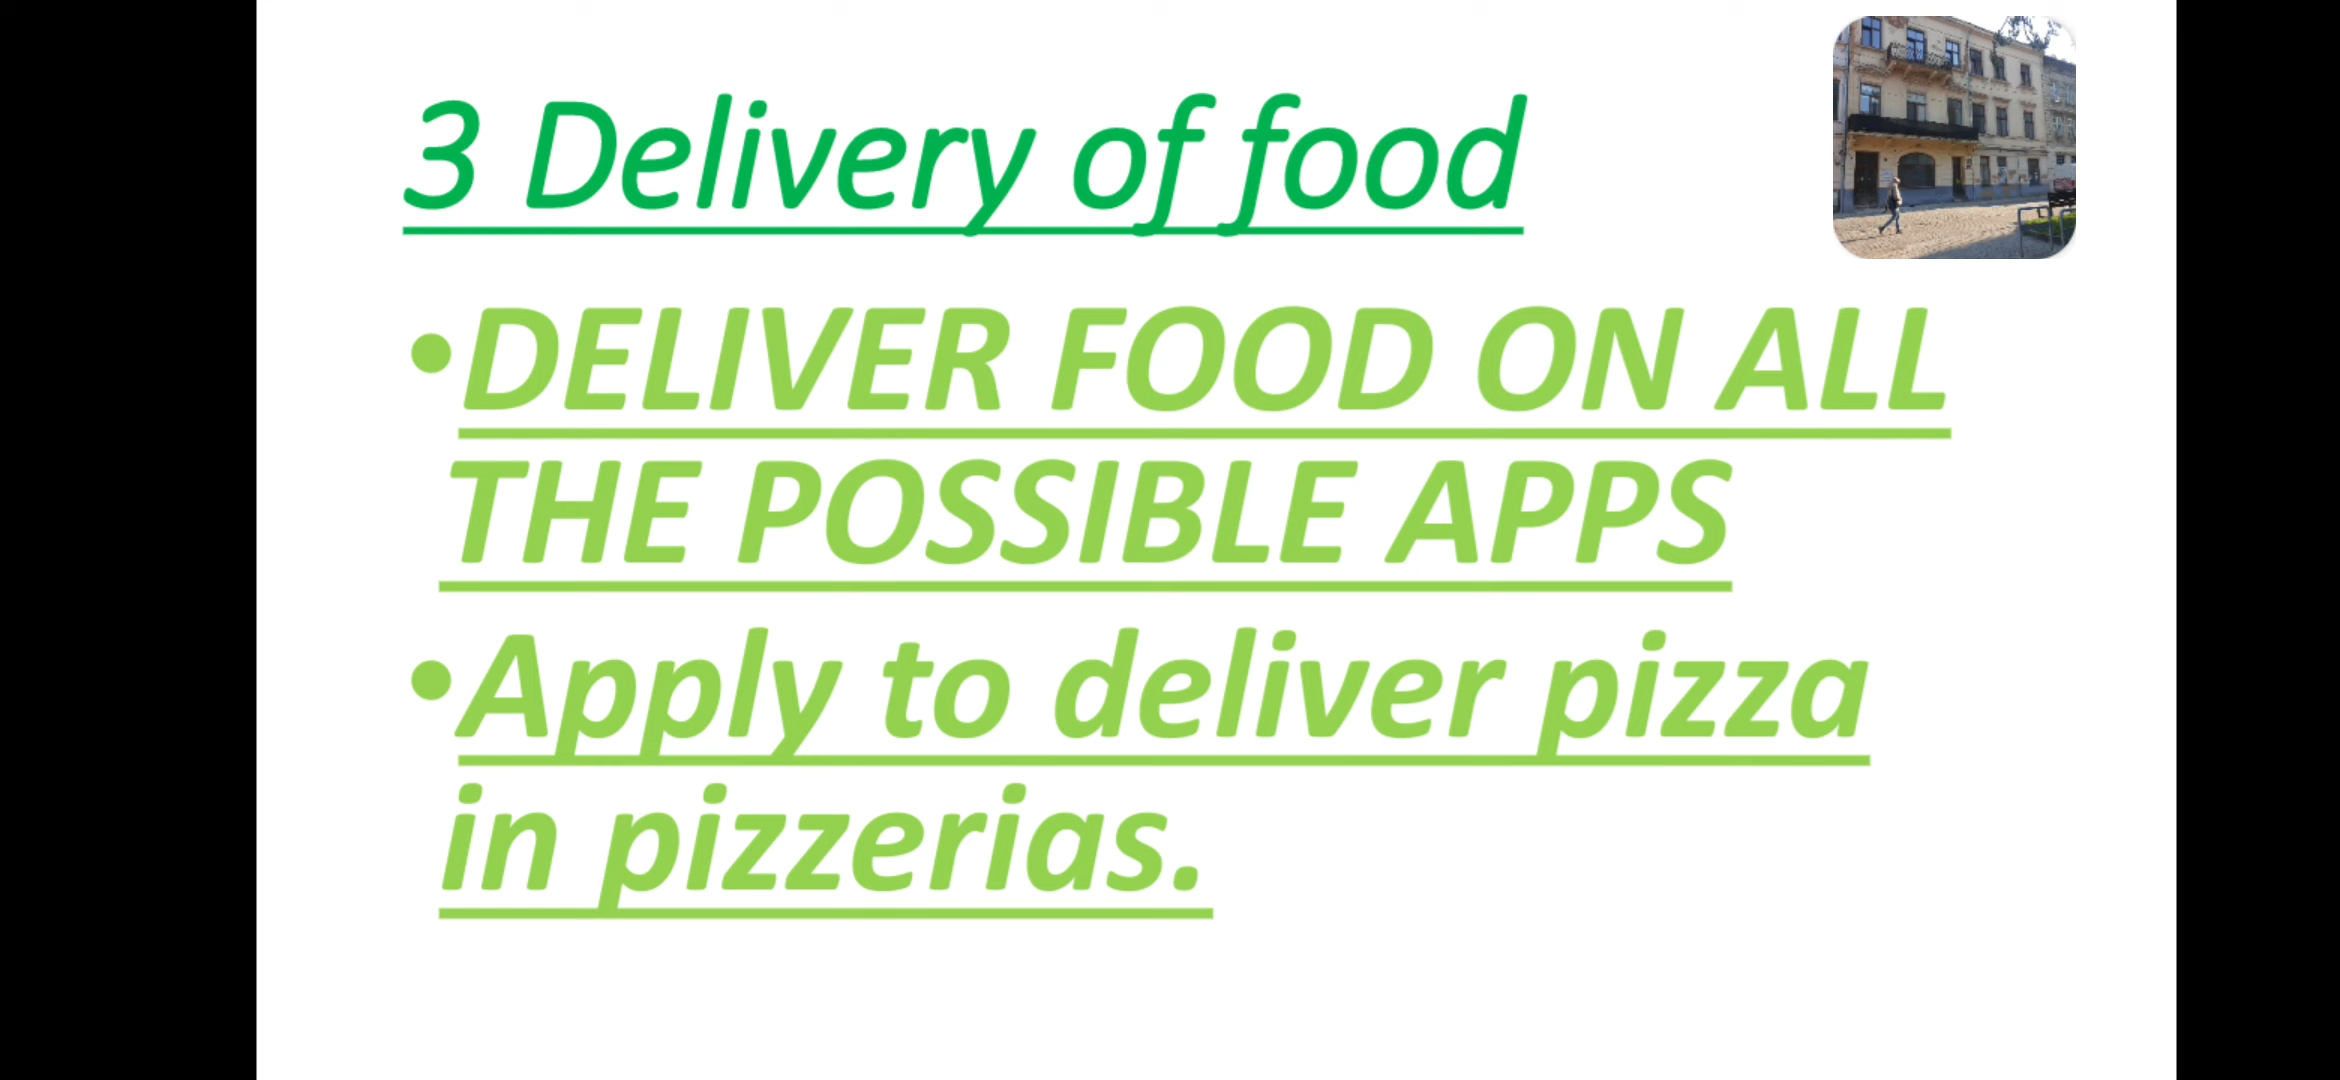 3 Delivery of food
•DELIVER FOOD ON ALL
THE POSSIBLE APPS
•Apply to deliver pizza
in pizzerias.